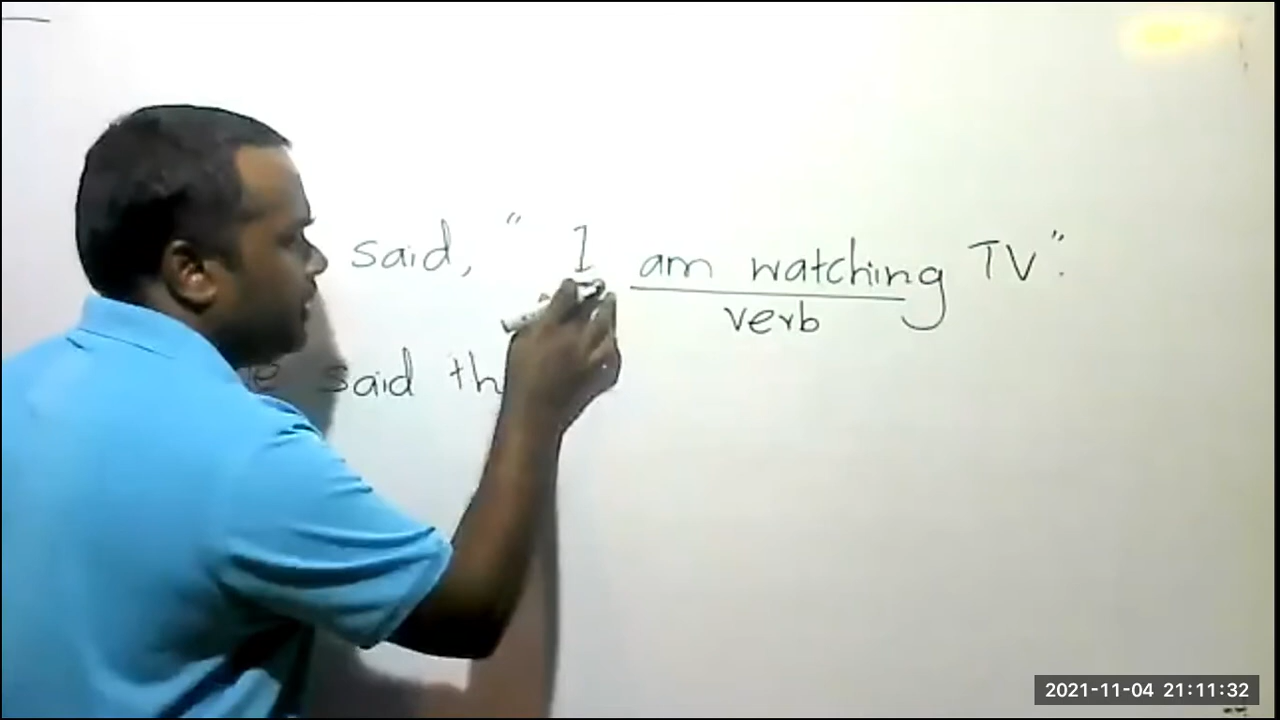 said, " I am watching TV".
verb
said th
2021-11-04 21:11:32